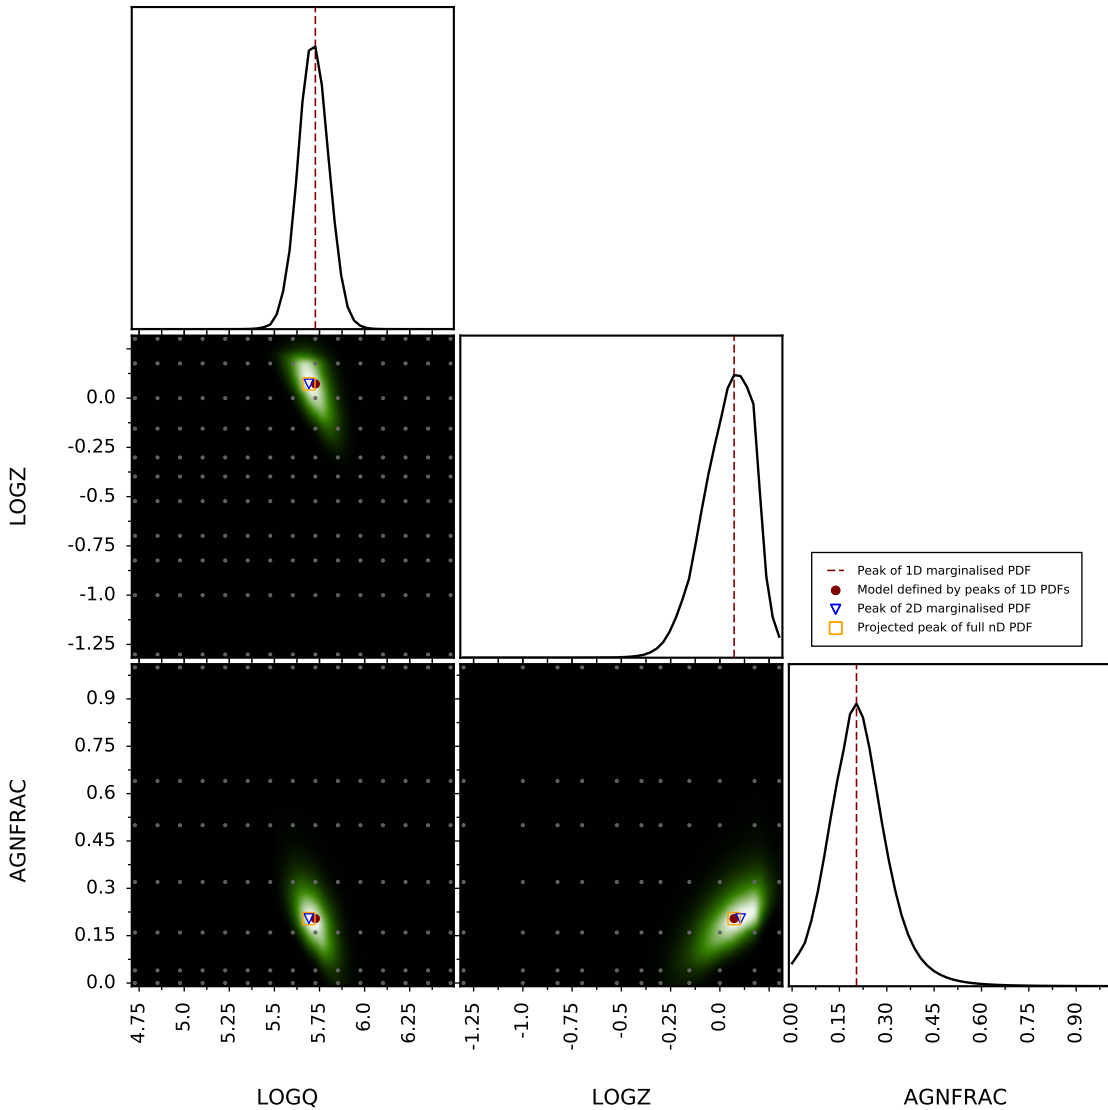 LOGZ
0.0
-0.25
-0.5
-0.75
-1.0
-1.25
Peak of 1D marginalised PDF
Model defined by peaks of 1D PDFs
Peak of 2D marginalised PDF
Projected peak of full nD PDF
AGNFRAC
0.9
0.75
0.6
0.45
0.3
0.15
0.0
4.75 5.0 5.25 5.5 5.75 6.0 6.25
-1.25 -1.0 -0.75 -0.5 -0.25 0.0
0.00 0.15 0.30 0.45 0.60 0.75 0.90
LOGQ LOGZ AGNFRAC